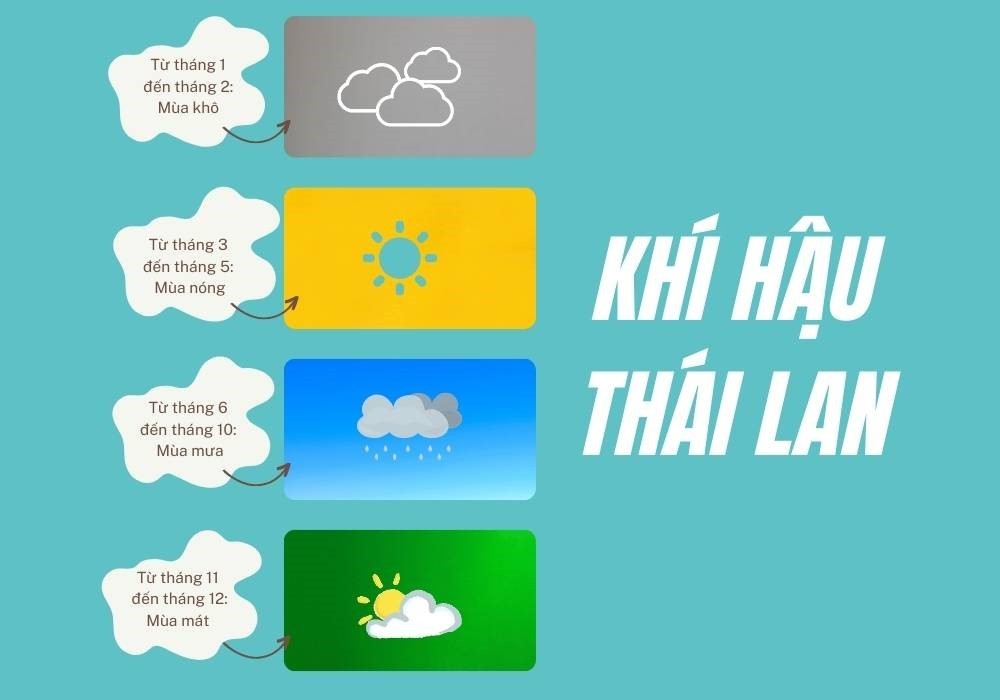 Từ tháng 1
đến tháng 2:
Mùa khô
Từ tháng 3
đến tháng 5:
Mùa nóng
Từ tháng 6
đến tháng 10:
Mùa mưa
Từ tháng 11
đến tháng 12:
Mùa mát
KHÍ HẬU
THÁI LAN